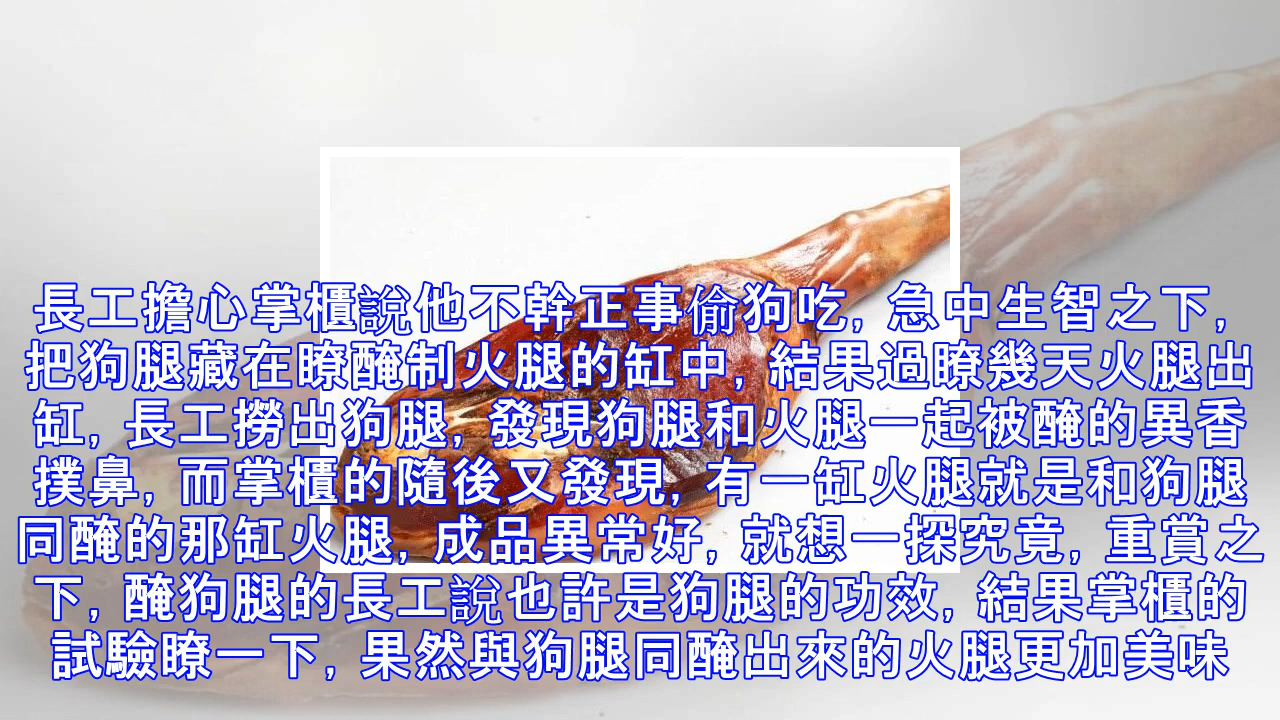 長工擔心掌櫃說他不幹正事偷狗吃, 急中生智之下,
把狗腿藏在瞭醃制火腿的缸中, 結果過瞭幾天火腿出
缸, 長工撈出狗腿, 發現狗腿和火腿一起被醃的異香
撲鼻, 而掌櫃的隨後又發現, 有一缸火腿就是和狗腿
同醃的那缸火腿, 成品異常好, 就想一探究竟, 重賞之
下, 醃狗腿的長工說也許是狗腿的功效, 結果掌櫃的
試驗瞭一下, 果然與狗腿同醃出來的火腿更加美味